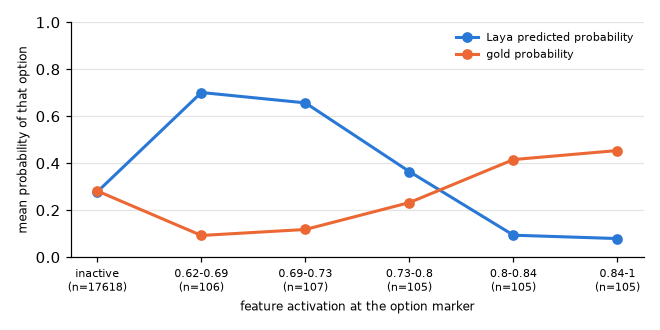 1.0
0.8
0.6
0.4
0.2
0.0
mean probability of that option
Laya predicted probability
gold probability
inactive
(n=17618)
0.62-0.69
(n=106)
0.69-0.73
(n=107)
0.73-0.8
(n=105)
0.8-0.84
(n=105)
0.84-1
(n=105)
feature activation at the option marker